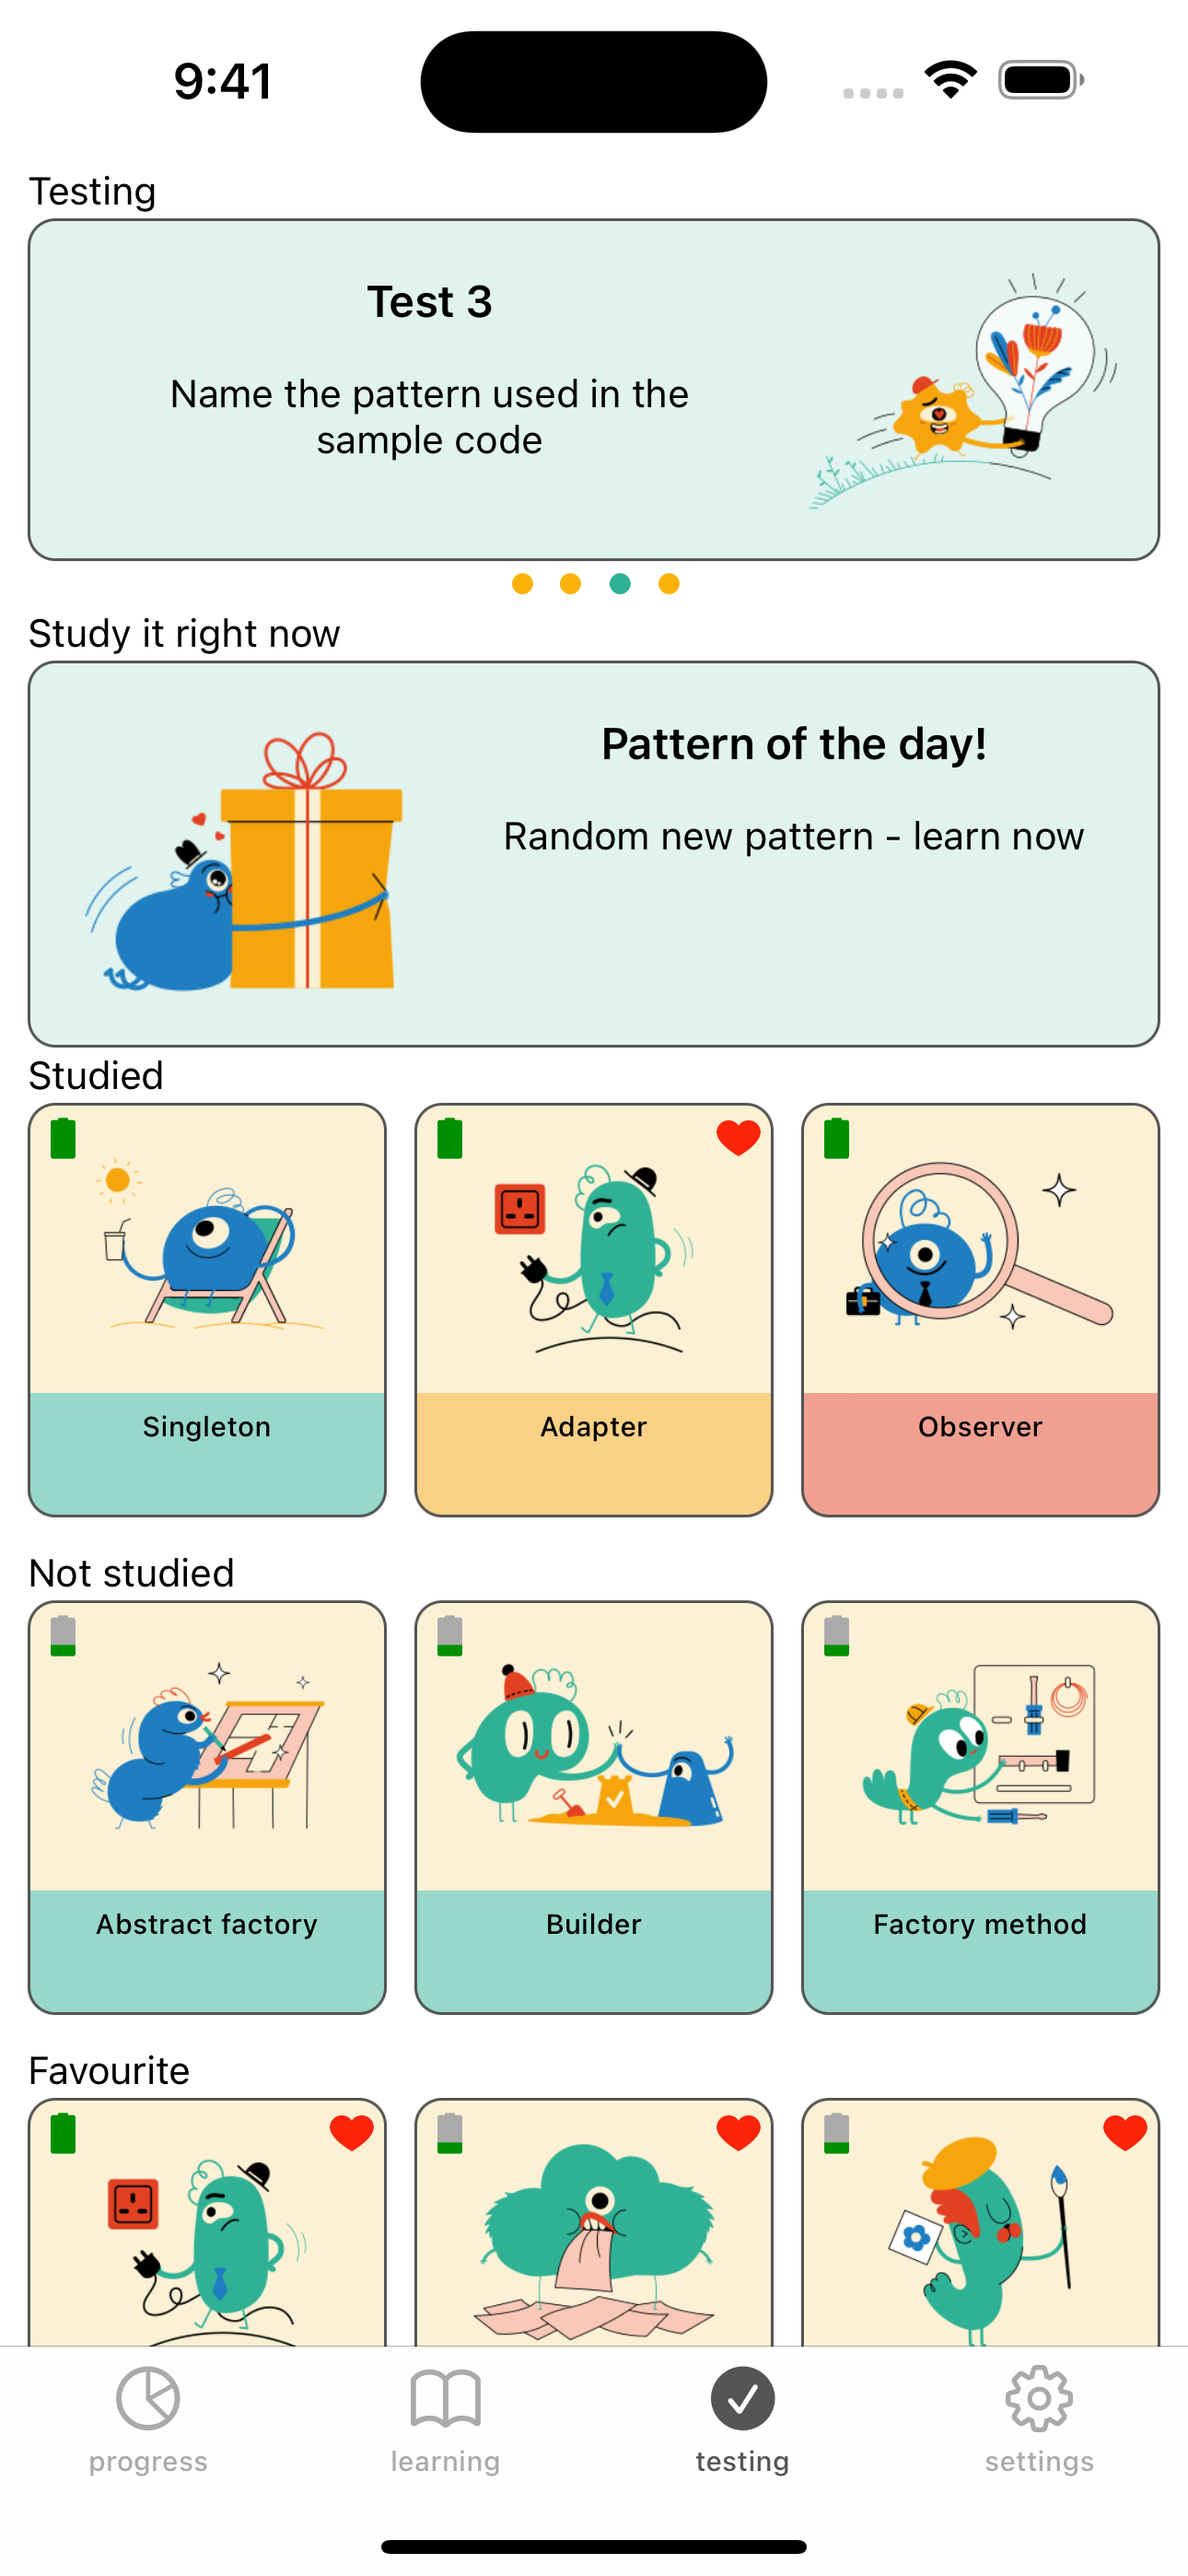 9:41
Testing
Test 3
Name the pattern used in the
sample code
Study it right now
Pattern of the day!
Random new pattern - learn now
Studied
Singleton
Adapter
Observer
Not studied
Abstract factory
Builder
Factory method
Favourite
progress
learning
testing
settings